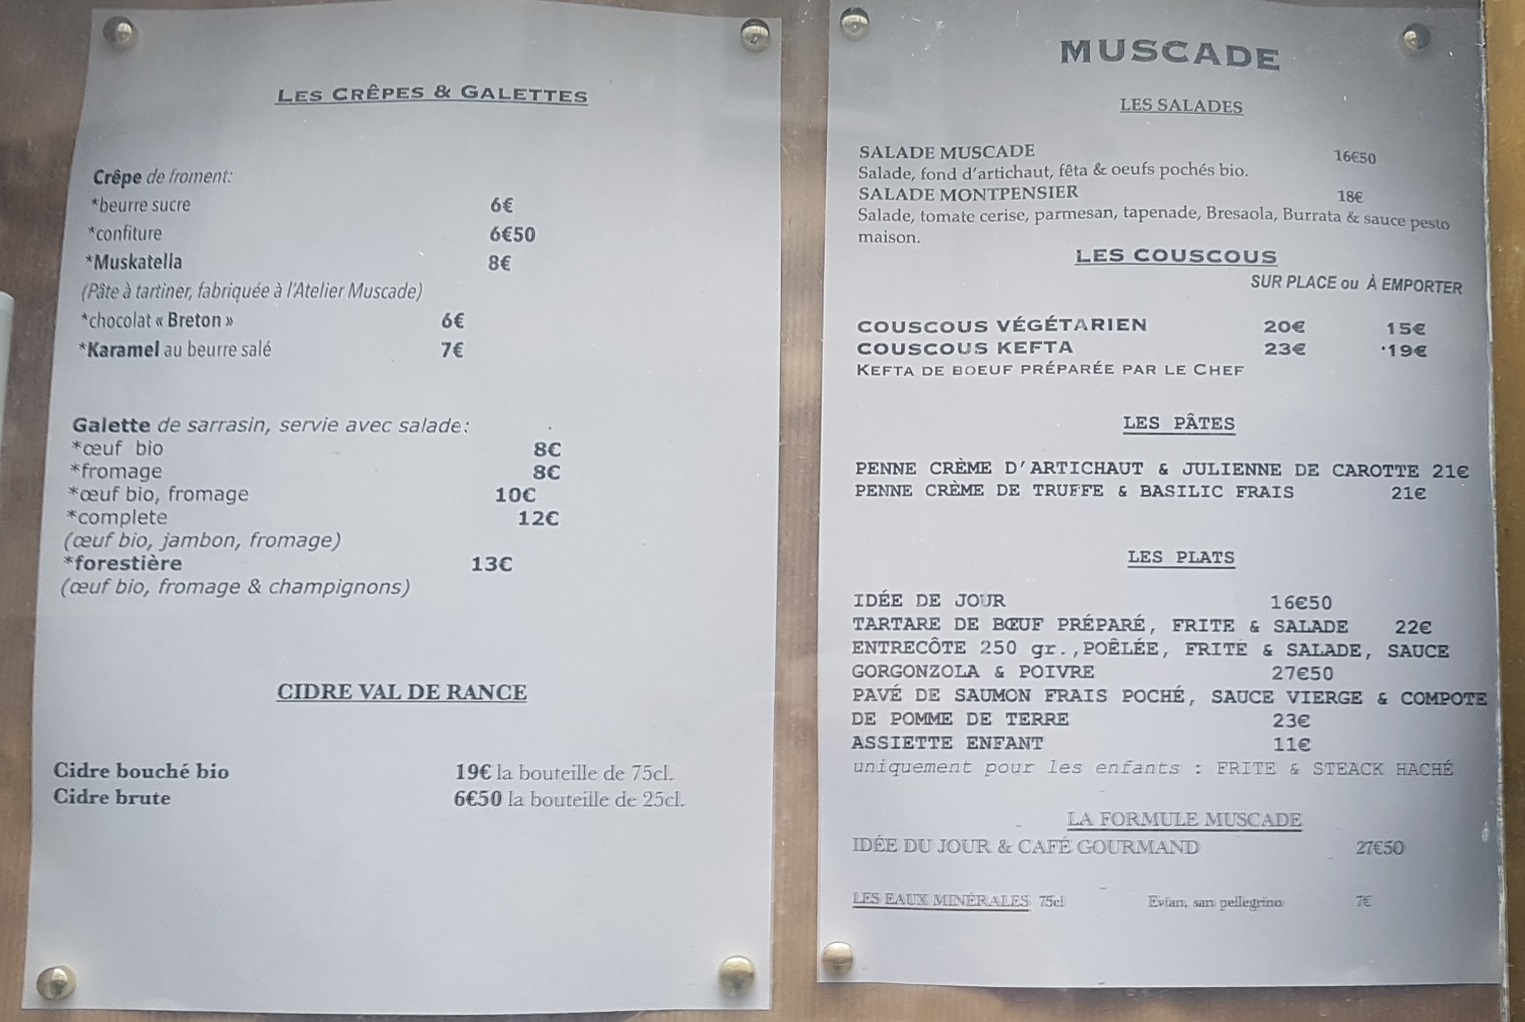 LES CRÊPES & GALETTES
Crêpe de froment:
*beurre sucre 6€
*confiture 6€50
*Muskatella 8€
(Pâte à tartiner, fabriquée à l'Atelier Muscade)
*chocolat « Breton » 6€
*Karamel au beurre salé 7€
Galette de sarrasin, servie avec salade:
*œuf bio 8€
*fromage 8€
*œuf bio, fromage 10€
*complete 12€
(œuf bio, jambon, fromage)
*forestière 13€
(œuf bio, fromage & champignons)
CIDRE VAL DE RANCE
Cidre bouché bio 19€ la bouteille de 75cl.
Cidre brute 6€50 la bouteille de 25cl.
MUSCADE
LES SALADES
SALADE MUSCADE 16€50
Salade, fond d'artichaut, fêta & oeufs pochés bio.
SALADE MONTPENSIER 18€
Salade, tomate cerise, parmesan, tapenade, Bresaola, Burrata & sauce pesto
maison.
LES COUSCOUS
SUR PLACE ou À EMPORTER
COUSCOUS VÉGÉTARIEN 20€ 15€
COUSCOUS KEFTA 23€ 19€
KEFTA DE BOEUF PRÉPARÉE PAR LE CHEF
LES PÂTES
PENNE CRÈME D'ARTICHAUT & JULIENNE DE CAROTTE 21€
PENNE CRÈME DE TRUFFE & BASILIC FRAIS 21€
LES PLATS
IDÉE DE JOUR 16€50
TARTARE DE BŒUF PRÉPARÉ, FRITE & SALADE 22€
ENTRECÔTE 250 gr.,POÊLÉE, FRITE & SALADE, SAUCE
GORGONZOLA & POIVRE 27€50
PAVÉ DE SAUMON FRAIS POCHÉ, SAUCE VIERGE & COMPOTE
DE POMME DE TERRE 23€
ASSIETTE ENFANT 11€
uniquement pour les enfants : FRITE & STEACK HACHÉ
LA FORMULE MUSCADE
IDÉE DU JOUR & CAFÉ GOURMAND 27€50
LES EAUX MINÉRALES 75cl Evian, san pellegrino 7€